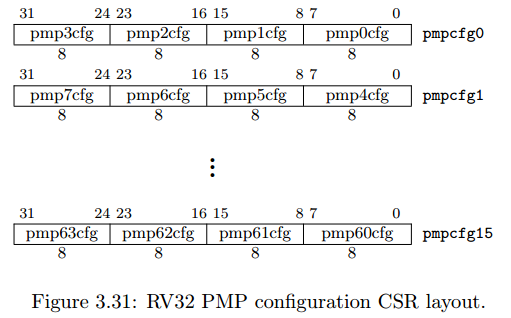 31 24 23 16 15 8 7 0
pmp3cfg pmp2cfg pmp1cfg pmp0cfg pmpcfg0
8 8 8 8
31 24 23 16 15 8 7 0
pmp7cfg pmp6cfg pmp5cfg pmp4cfg pmpcfg1
8 8 8 8
⋮
31 24 23 16 15 8 7 0
pmp63cfg pmp62cfg pmp61cfg pmp60cfg pmpcfg15
8 8 8 8
Figure 3.31: RV32 PMP configuration CSR layout.